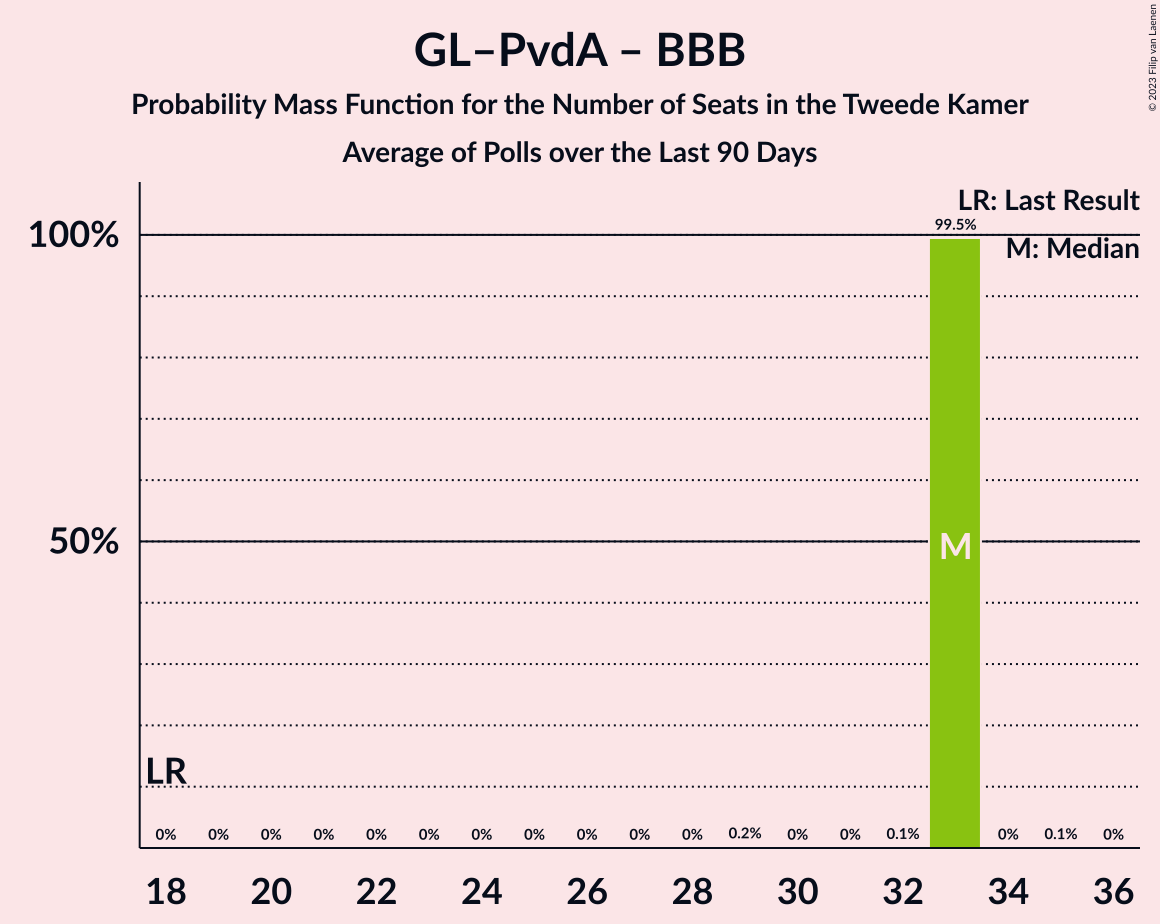 GL–PvdA – BBB
Probability Mass Function for the Number of Seats in the Tweede Kamer
Average of Polls over the Last 90 Days
© 2023 Filip van Laenen
LR: Last Result
M: Median
100%
50%
99.5%
M
LR
0% 0% 0% 0% 0% 0% 0% 0% 0% 0% 0% 0.2% 0% 0% 0.1% 0% 0.1% 0%
18 20 22 24 26 28 30 32 34 36